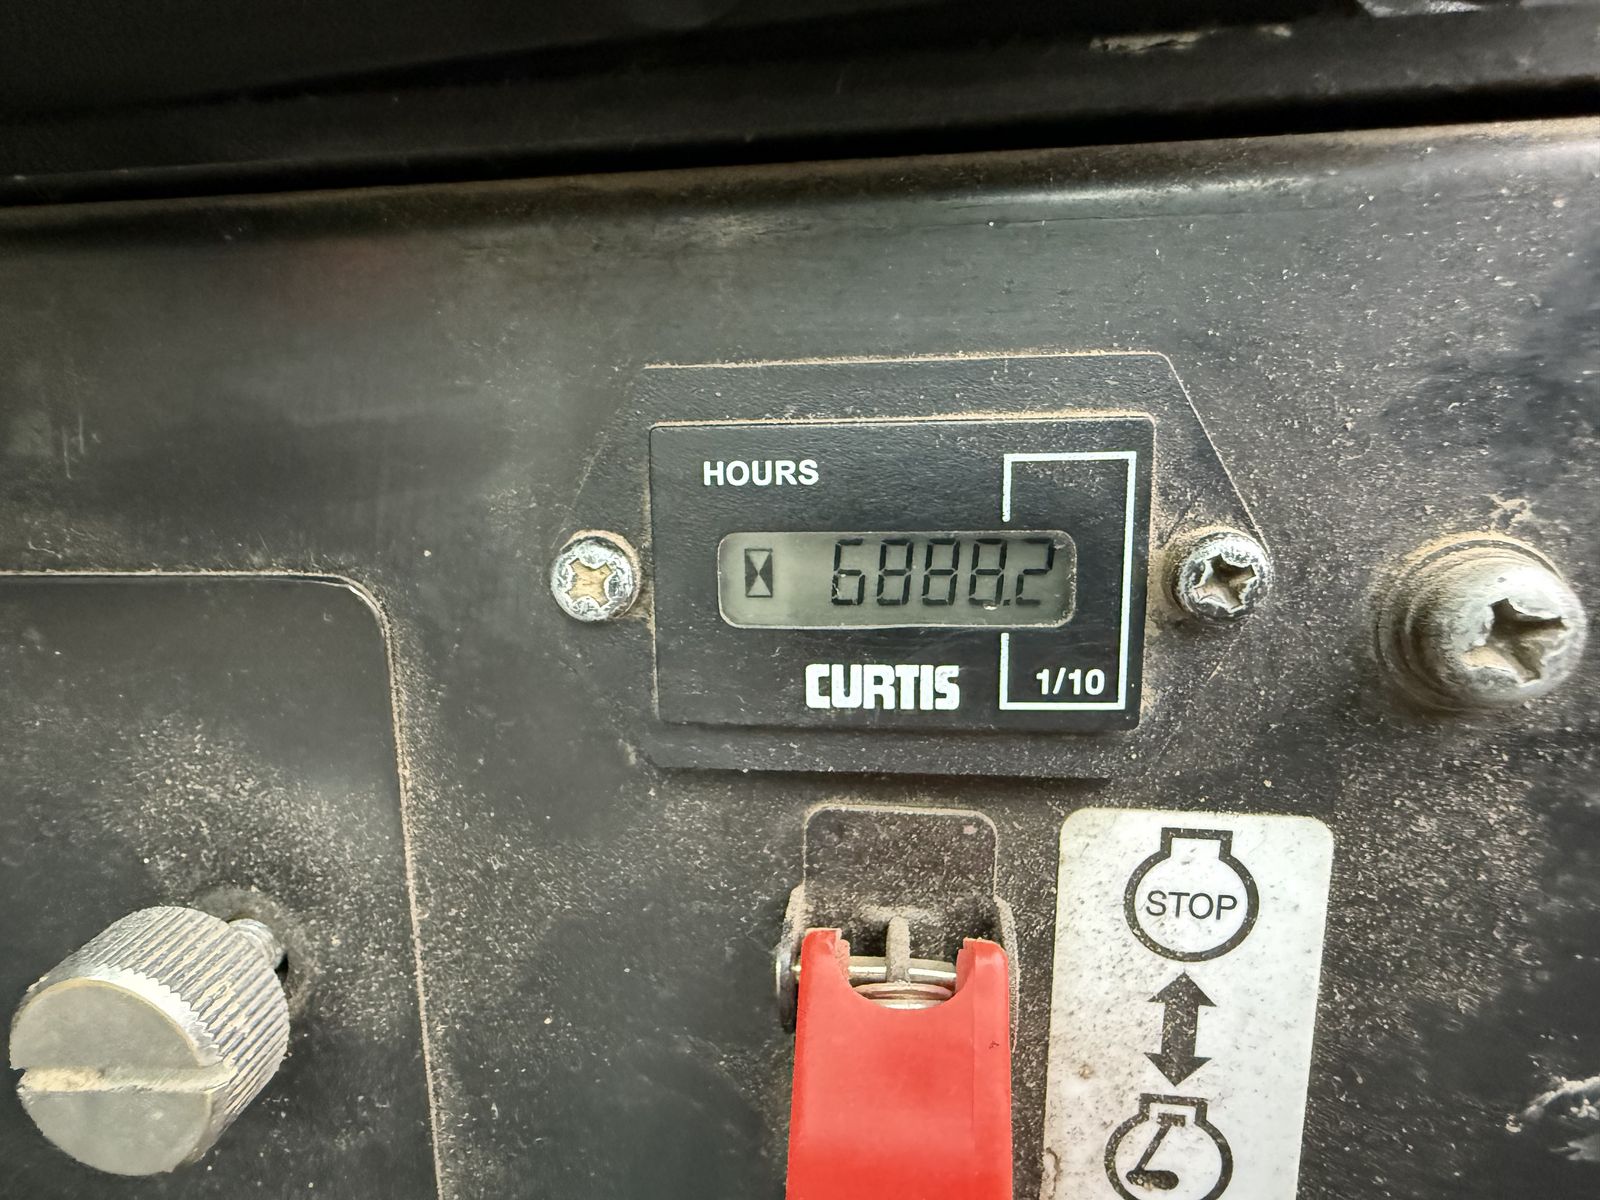 HOURS
6888.2
CURTIS
1/10
STOP